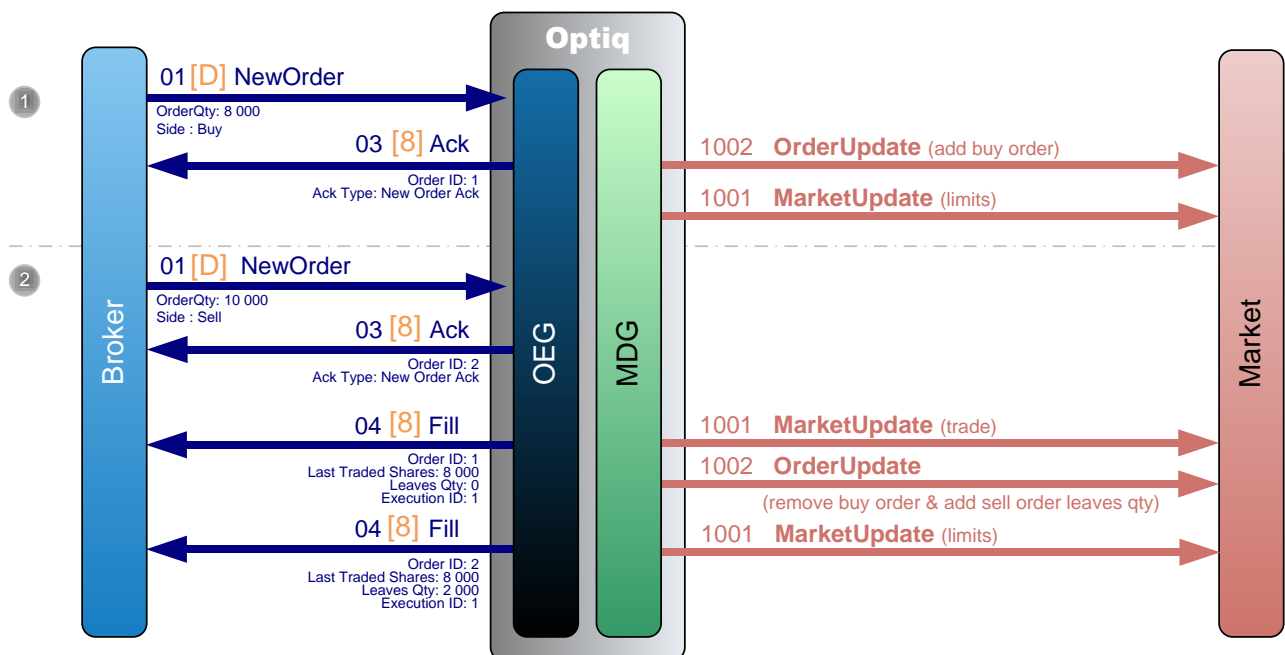 Optiq
Broker
OEG
MDG
Market
1
01 [D] NewOrder
OrderQty: 8 000
Side : Buy
03 [8] Ack
Order ID: 1
Ack Type: New Order Ack
1002 OrderUpdate (add buy order)
1001 MarketUpdate (limits)
2
01 [D] NewOrder
OrderQty: 10 000
Side : Sell
03 [8] Ack
Order ID: 2
Ack Type: New Order Ack
04 [8] Fill
Order ID: 1
Last Traded Shares: 8 000
Leaves Qty: 0
Execution ID: 1
1001 MarketUpdate (trade)
1002 OrderUpdate
(remove buy order & add sell order leaves qty)
04 [8] Fill
Order ID: 2
Last Traded Shares: 8 000
Leaves Qty: 2 000
Execution ID: 1
1001 MarketUpdate (limits)